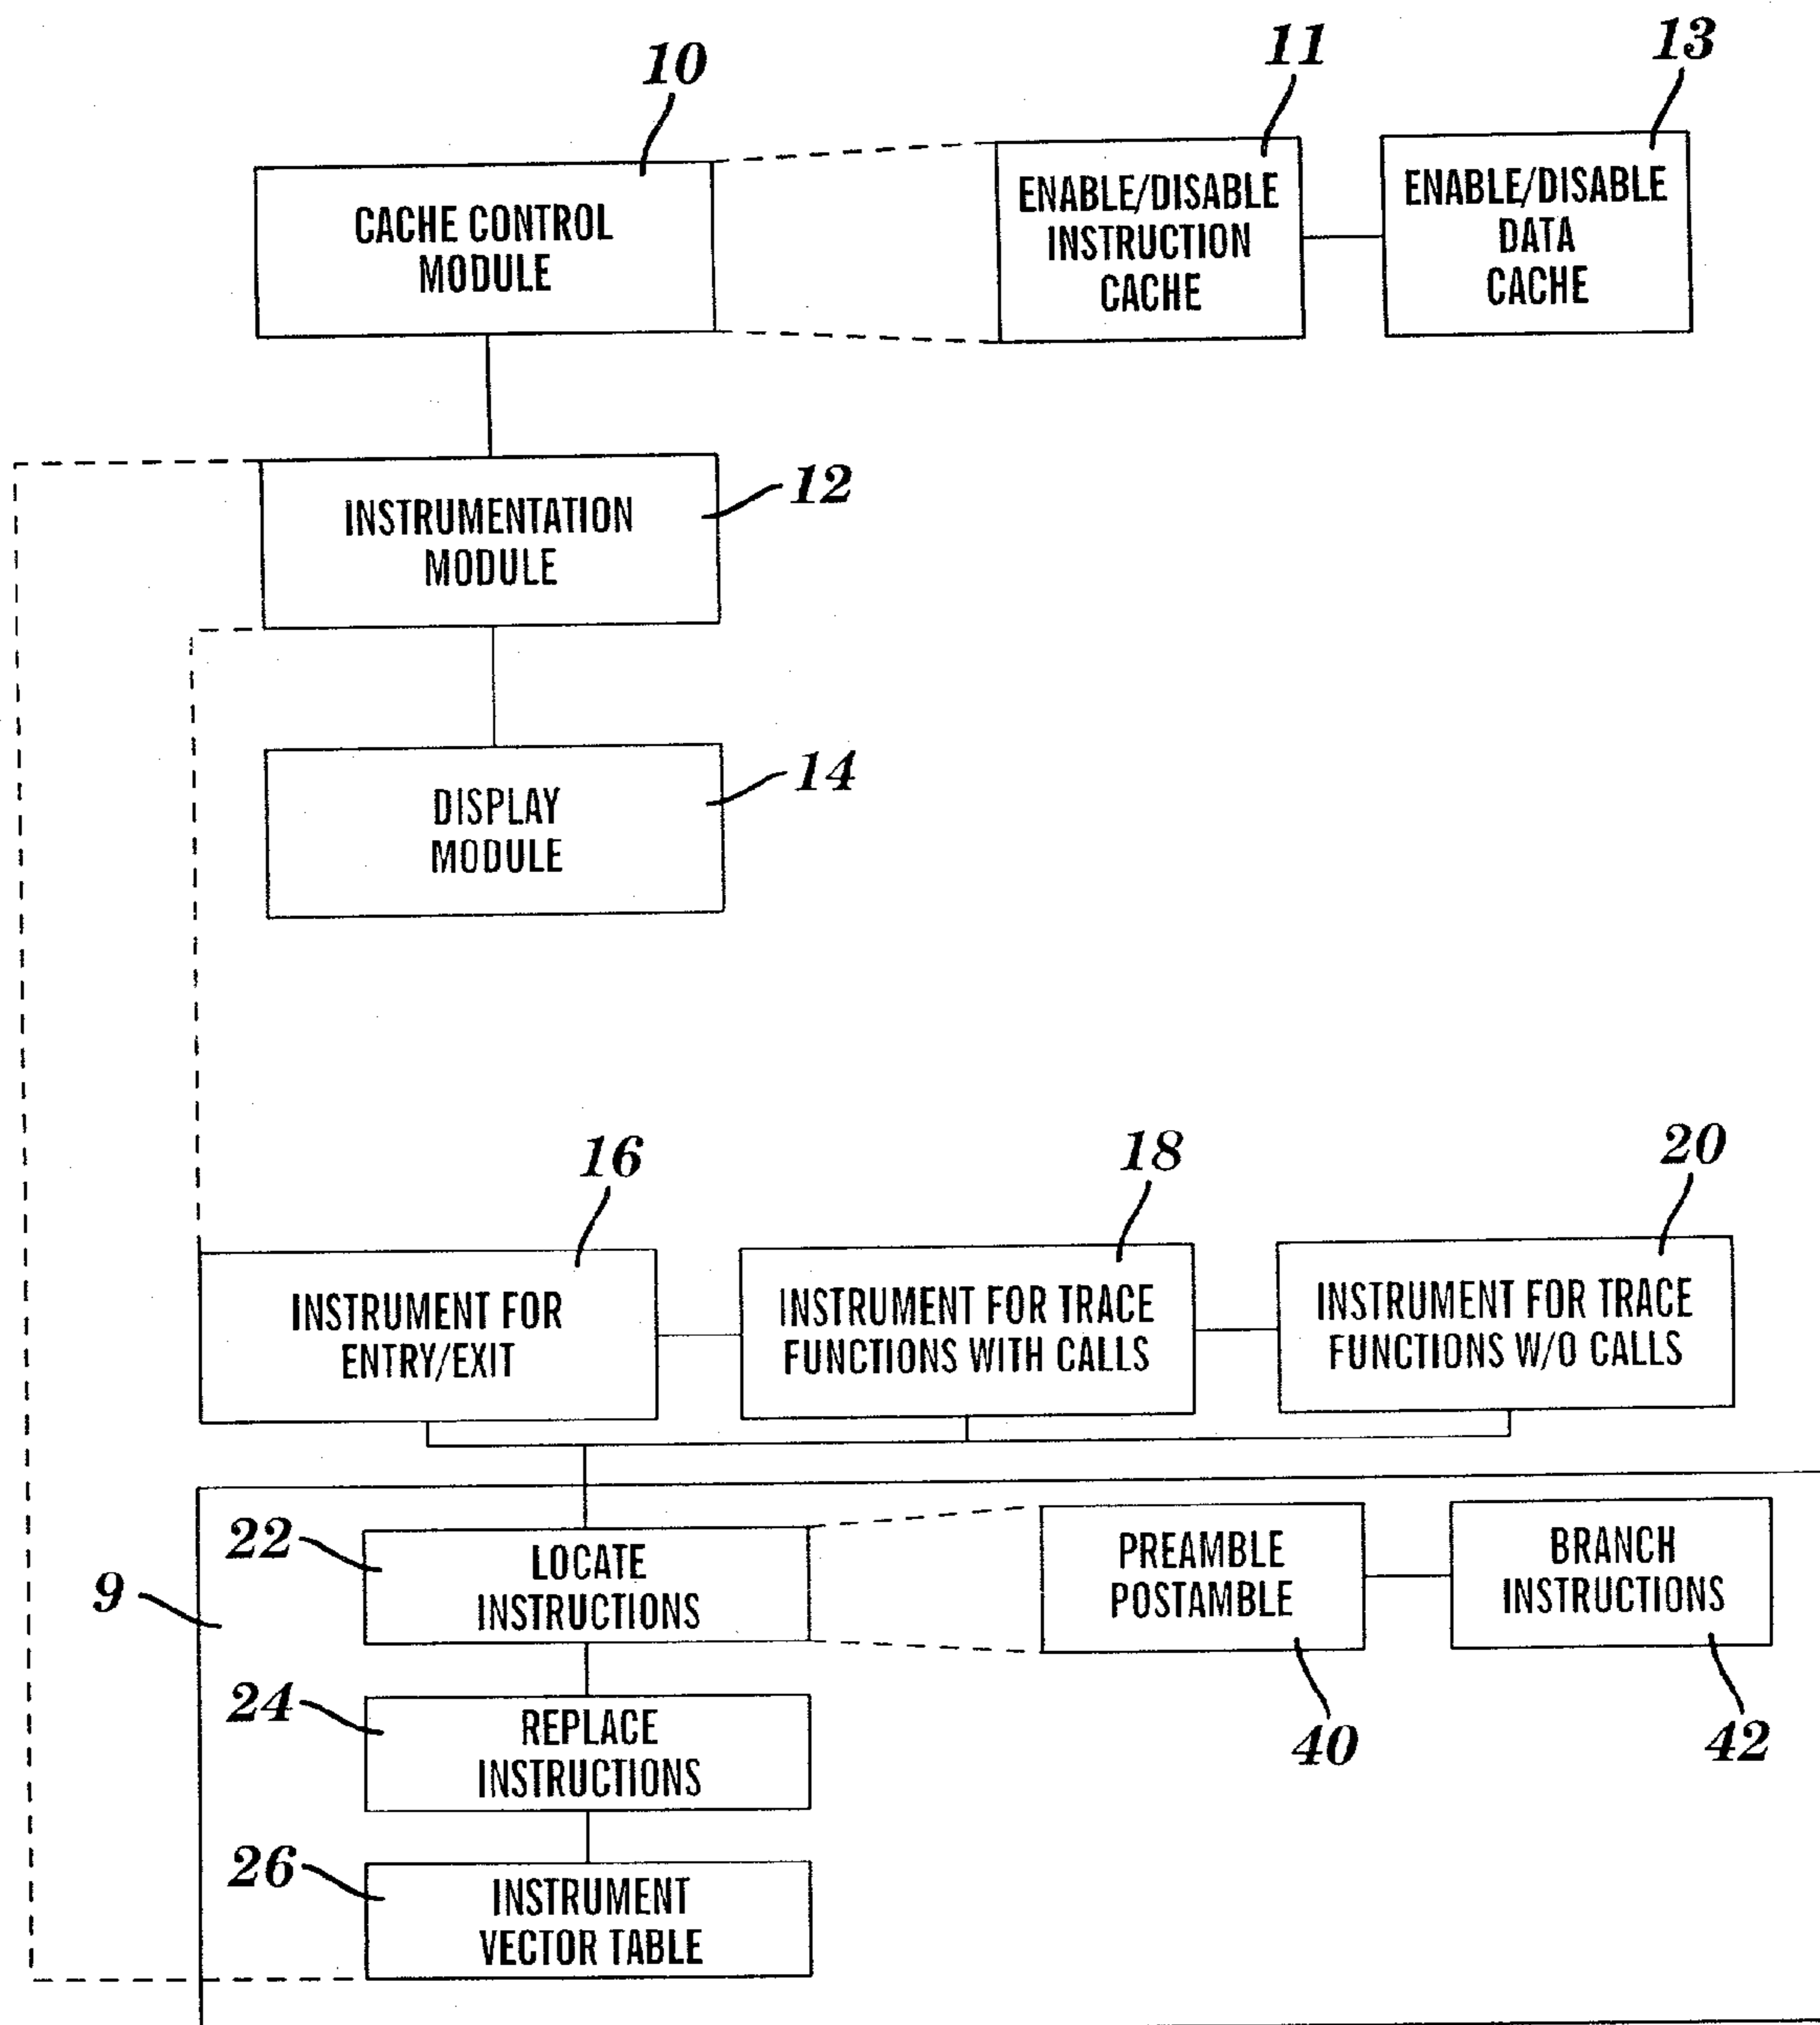 10
11
13
CACHE CONTROL
MODULE
ENABLE/DISABLE
INSTRUCTION
CACHE
ENABLE/DISABLE
DATA
CACHE
INSTRUMENTATION
MODULE
12
DISPLAY
MODULE
14
16
18
20
INSTRUMENT FOR
ENTRY/EXIT
INSTRUMENT FOR TRACE
FUNCTIONS WITH CALLS
INSTRUMENT FOR TRACE
FUNCTIONS W/O CALLS
9
22
LOCATE
INSTRUCTIONS
PREAMBLE
POSTAMBLE
BRANCH
INSTRUCTIONS
24
REPLACE
INSTRUCTIONS
40
42
26
INSTRUMENT
VECTOR TABLE